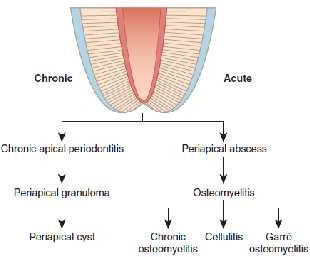 Chronic
Acute
Chronic apical periodontitis
Periapical abscess
Periapical granuloma
Osteomyelitis
Periapical cyst
Chronic
osteomyelitis
Cellulitis
Garré
osteomyelitis